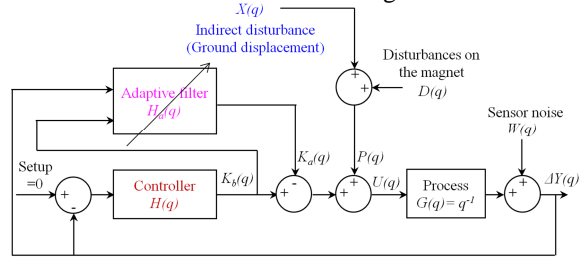 X(q)
Indirect disturbance
(Ground displacement)
Disturbances on
the magnet
D(q)
+
+
Adaptive filter
Hₐ(q)
Sensor noise
W(q)
Setup
=0
Kₐ(q)
P(q)
Controller
H(q)
K_b(q)
U(q)
Process
G(q)= q⁻¹
ΔY(q)
-
+
-
+
+
+
+